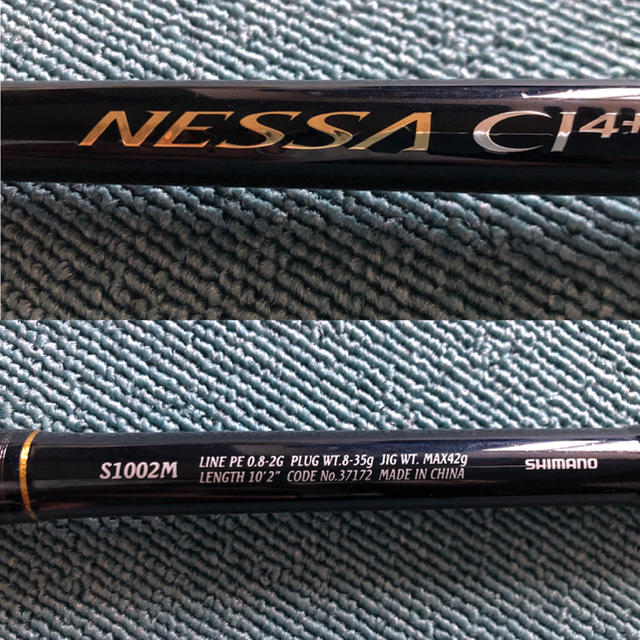 NESSA CI4+
S1002M
LINE PE 0.8-2G PLUG WT.8-35g JIG WT. MAX42g
LENGTH 10'2" CODE No.37172 MADE IN CHINA
SHIMANO